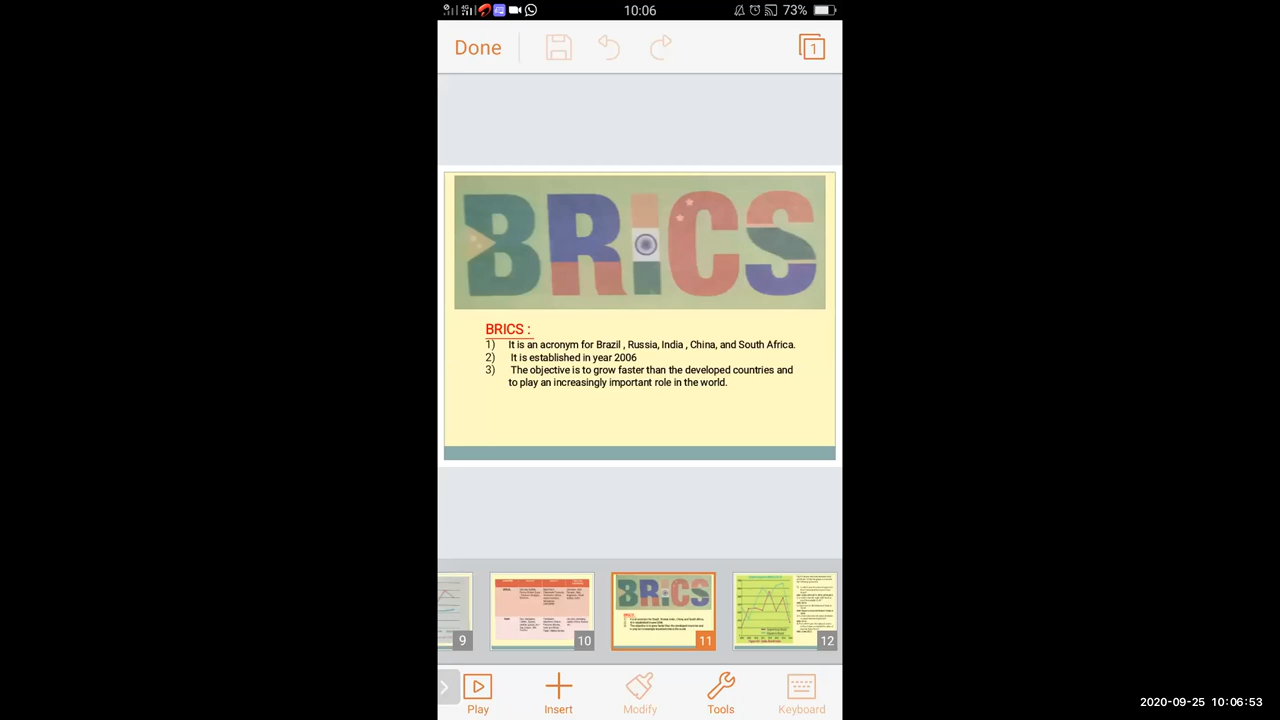 10:06
73%
Done
1
BRICS
BRICS :
1) It is an acronym for Brazil , Russia, India , China, and South Africa.
2) It is established in year 2006
3) The objective is to grow faster than the developed countries and
to play an increasingly important role in the world.
9
10
BRICS
11
12
Play
Insert
Modify
Tools
Keyboard
2020-09-25 10:06:53